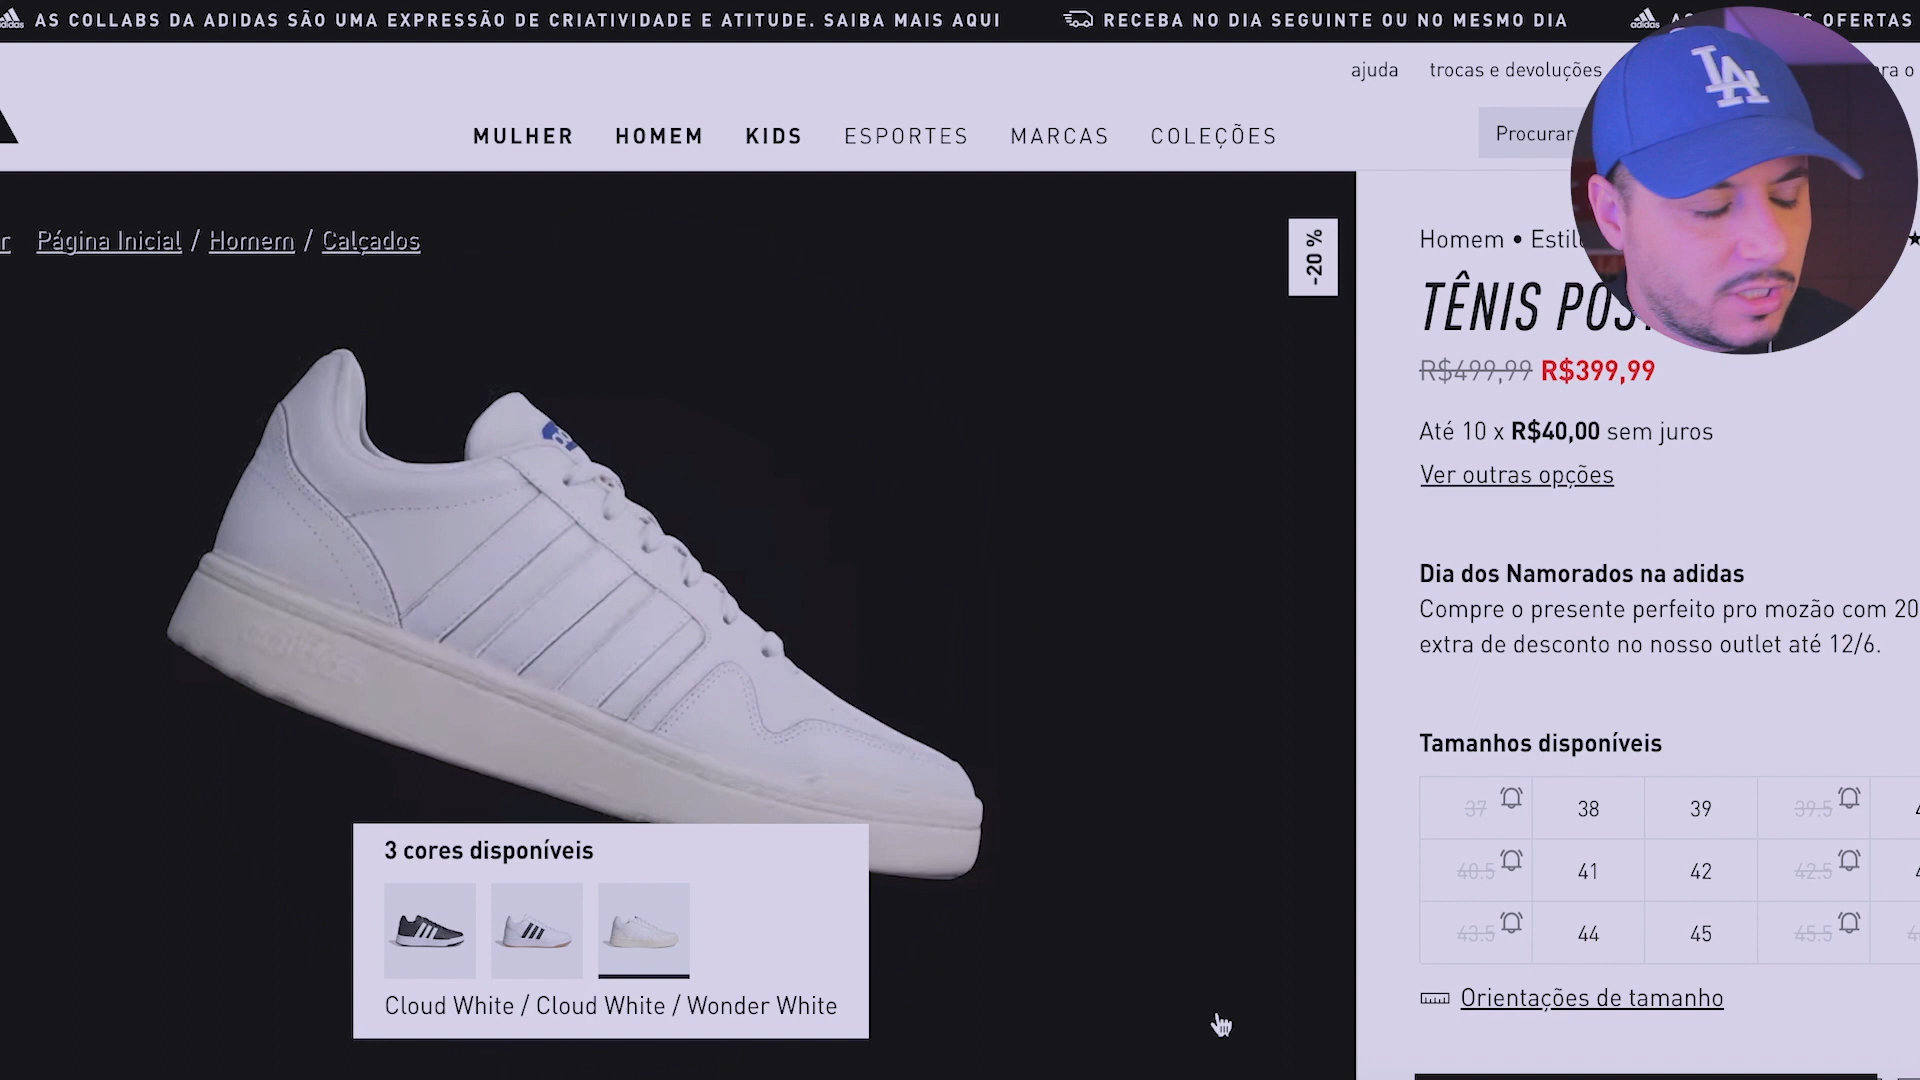 AS COLLABS DA ADIDAS SÃO UMA EXPRESSÃO DE CRIATIVIDADE E ATITUDE. SAIBA MAIS AQUI
RECEBA NO DIA SEGUINTE OU NO MESMO DIA
OFERTAS
ajuda
trocas e devoluções
MULHER
HOMEM
KIDS
ESPORTES
MARCAS
COLEÇÕES
Procurar
LA
Página Inicial / Homem / Calçados
-20 %
Homem •
TÊNIS
R$499,99 R$399,99
Até 10 x R$40,00 sem juros
Ver outras opções
Dia dos Namorados na adidas
Compre o presente perfeito pro mozão com 20
extra de desconto no nosso outlet até 12/6.
Tamanhos disponíveis
37
38
39
39.5
40.5
41
42
42.5
43.5
44
45
45.5
Orientações de tamanho
3 cores disponíveis
Cloud White / Cloud White / Wonder White